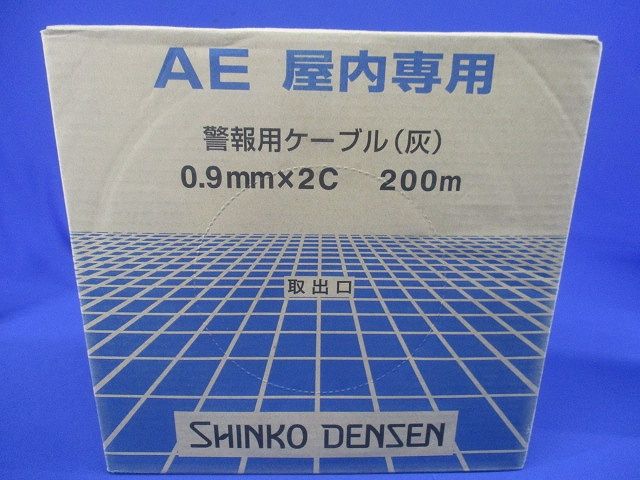 AE 屋内専用
警報用ケーブル(灰)
0.9mm×2C 200m
取出口
SHINKO DENSEN